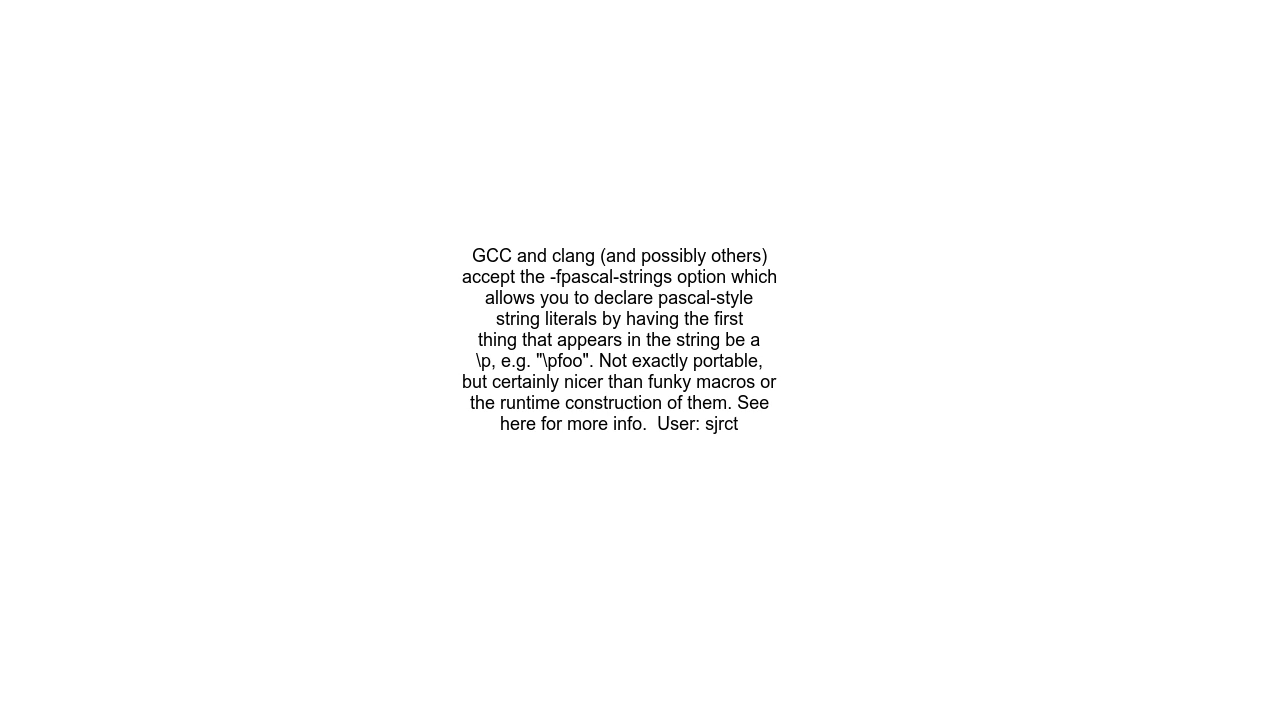 GCC and clang (and possibly others)
accept the -fpascal-strings option which
allows you to declare pascal-style
string literals by having the first
thing that appears in the string be a
\p, e.g. "\pfoo". Not exactly portable,
but certainly nicer than funky macros or
the runtime construction of them. See
here for more info.  User: sjrct